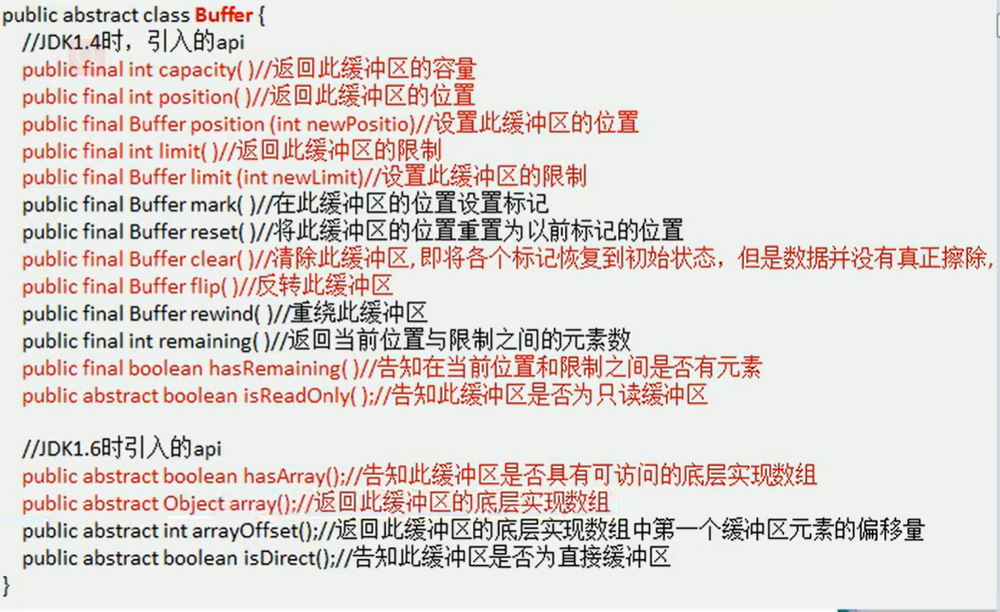 public abstract class Buffer {
//JDK1.4时，引入的api
public final int capacity( )//返回此缓冲区的容量
public final int position( )//返回此缓冲区的位置
public final Buffer position (int newPositio)//设置此缓冲区的位置
public final int limit( )//返回此缓冲区的限制
public final Buffer limit (int newLimit)//设置此缓冲区的限制
public final Buffer mark( )//在此缓冲区的位置设置标记
public final Buffer reset( )//将此缓冲区的位置重置为以前标记的位置
public final Buffer clear( )//清除此缓冲区, 即将各个标记恢复到初始状态，但是数据并没有真正擦除,
public final Buffer flip( )//反转此缓冲区
public final Buffer rewind( )//重绕此缓冲区
public final int remaining( )//返回当前位置与限制之间的元素数
public final boolean hasRemaining( )//告知在当前位置和限制之间是否有元素
public abstract boolean isReadOnly( );//告知此缓冲区是否为只读缓冲区
//JDK1.6时引入的api
public abstract boolean hasArray();//告知此缓冲区是否具有可访问的底层实现数组
public abstract Object array();//返回此缓冲区的底层实现数组
public abstract int arrayOffset();//返回此缓冲区的底层实现数组中第一个缓冲区元素的偏移量
public abstract boolean isDirect();//告知此缓冲区是否为直接缓冲区
}